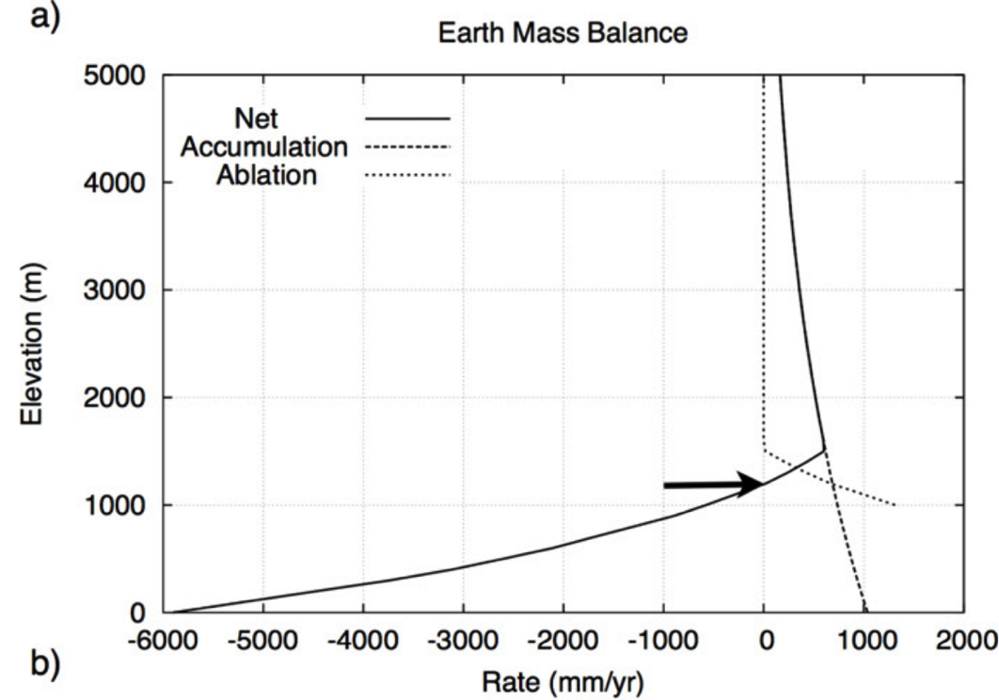 a)
Earth Mass Balance
5000
4000
3000
2000
1000
0
Elevation (m)
Net
Accumulation
Ablation
-6000 -5000 -4000 -3000 -2000 -1000 0 1000 2000
Rate (mm/yr)
b)